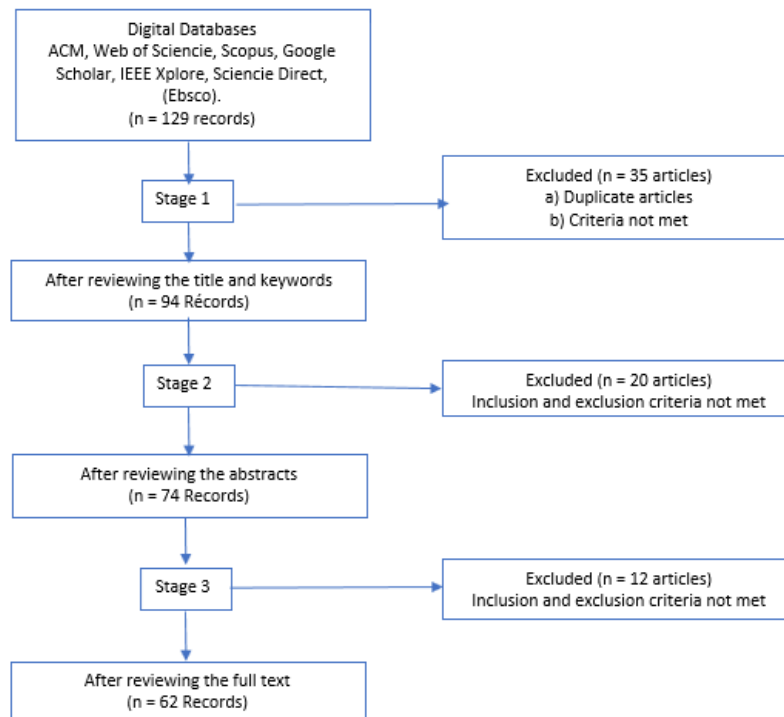 Digital Databases
ACM, Web of Sciencie, Scopus, Google
Scholar, IEEE Xplore, Sciencie Direct,
(Ebsco).
(n = 129 records)
Stage 1
Excluded (n = 35 articles)
a) Duplicate articles
b) Criteria not met
After reviewing the title and keywords
(n = 94 Récords)
Stage 2
Excluded (n = 20 articles)
Inclusion and exclusion criteria not met
After reviewing the abstracts
(n = 74 Records)
Stage 3
Excluded (n = 12 articles)
Inclusion and exclusion criteria not met
After reviewing the full text
(n = 62 Records)